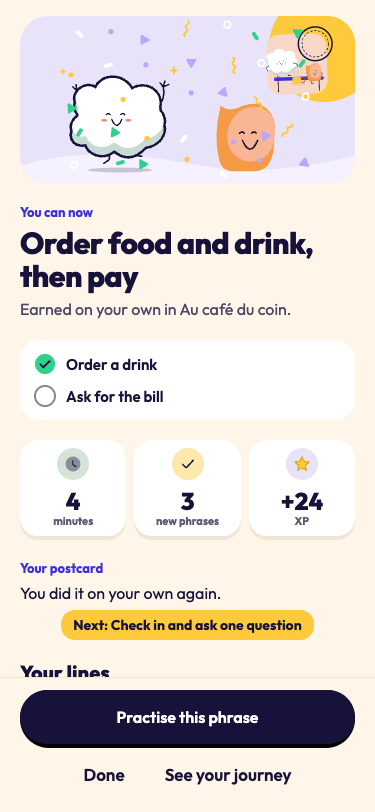 You can now
Order food and drink,
then pay
Earned on your own in Au café du coin.
Order a drink
Ask for the bill
4
minutes
3
new phrases
+24
XP
Your postcard
You did it on your own again.
Next: Check in and ask one question
Your lines
Practise this phrase
Done
See your journey